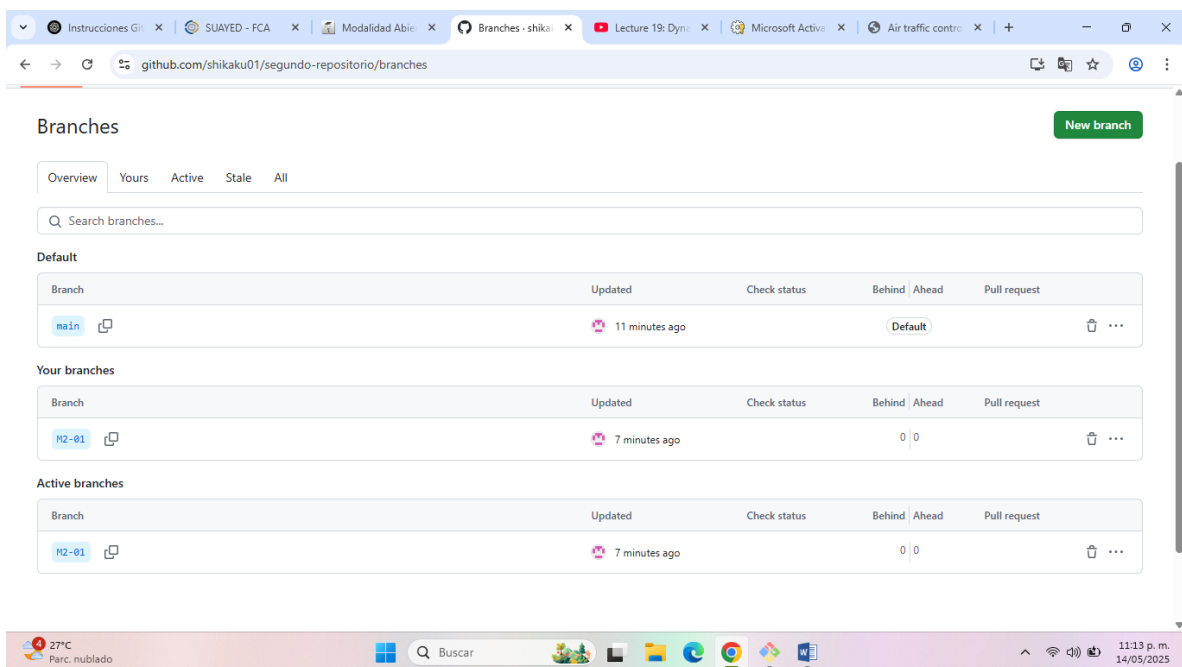 Instrucciones Git
SUAYED - FCA
Modalidad Abier
Branches · shikak
Lecture 19: Dyna
Microsoft Activa
Air traffic contro
github.com/shikaku01/segundo-repositorio/branches
Branches
New branch
Overview Yours Active Stale All
Search branches...
Default
Branch Updated Check status Behind Ahead Pull request
main 11 minutes ago Default
Your branches
Branch Updated Check status Behind Ahead Pull request
M2-01 7 minutes ago 0 0
Active branches
Branch Updated Check status Behind Ahead Pull request
M2-01 7 minutes ago 0 0
4
27°C
Parc. nublado
Buscar
11:13 p. m.
14/05/2025